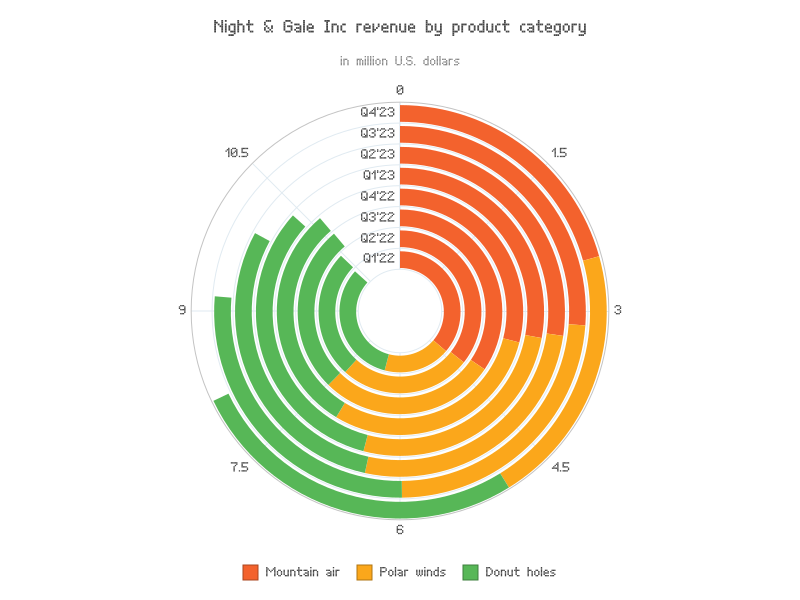 Night & Gale Inc revenue by product category
in million U.S. dollars
0
Q4'23
Q3'23
10.5
Q2'23
1.5
Q1'23
Q4'22
Q3'22
Q2'22
Q1'22
9
3
7.5
4.5
6
Mountain air
Polar winds
Donut holes